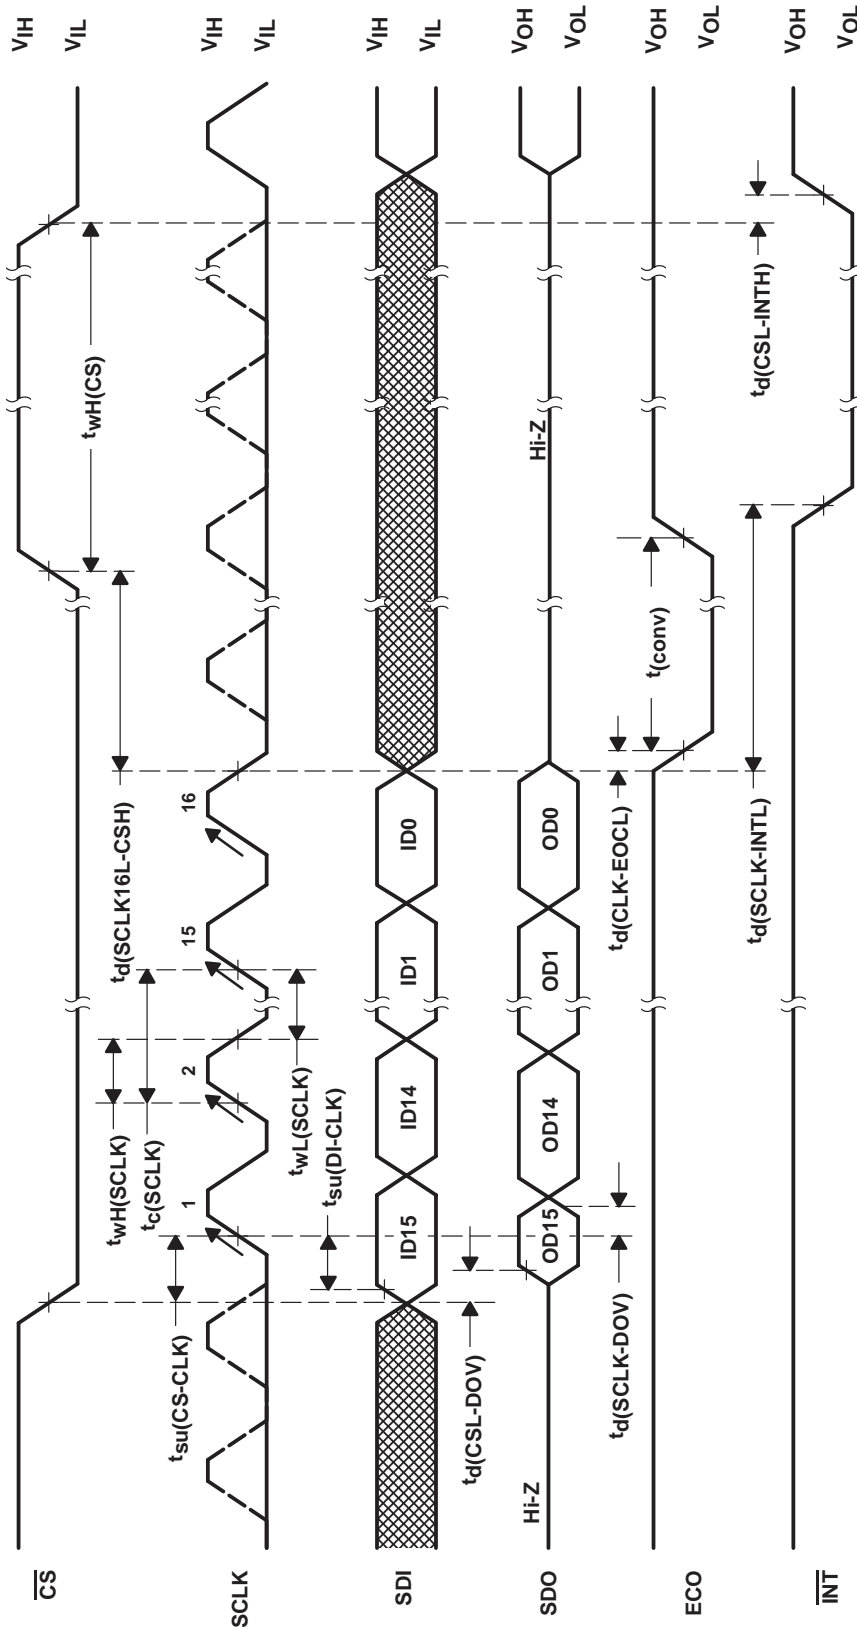 CS
VIH
VIL
twH(CS)
td(SCLK16L-CSH)
twH(SCLK)
tc(SCLK)
tsu(CS-CLK)
SCLK
1
2
15
16
VIH
VIL
twL(SCLK)
tsu(DI-CLK)
SDI
ID15
ID14
ID1
ID0
VIH
VIL
td(CSL-DOV)
SDO
Hi-Z
OD15
OD14
OD1
OD0
Hi-Z
VOH
VOL
td(SCLK-DOV)
td(CLK-EOCL)
t(conv)
ECO
VOH
VOL
td(SCLK-INTL)
td(CSL-INTH)
INT
VOH
VOL